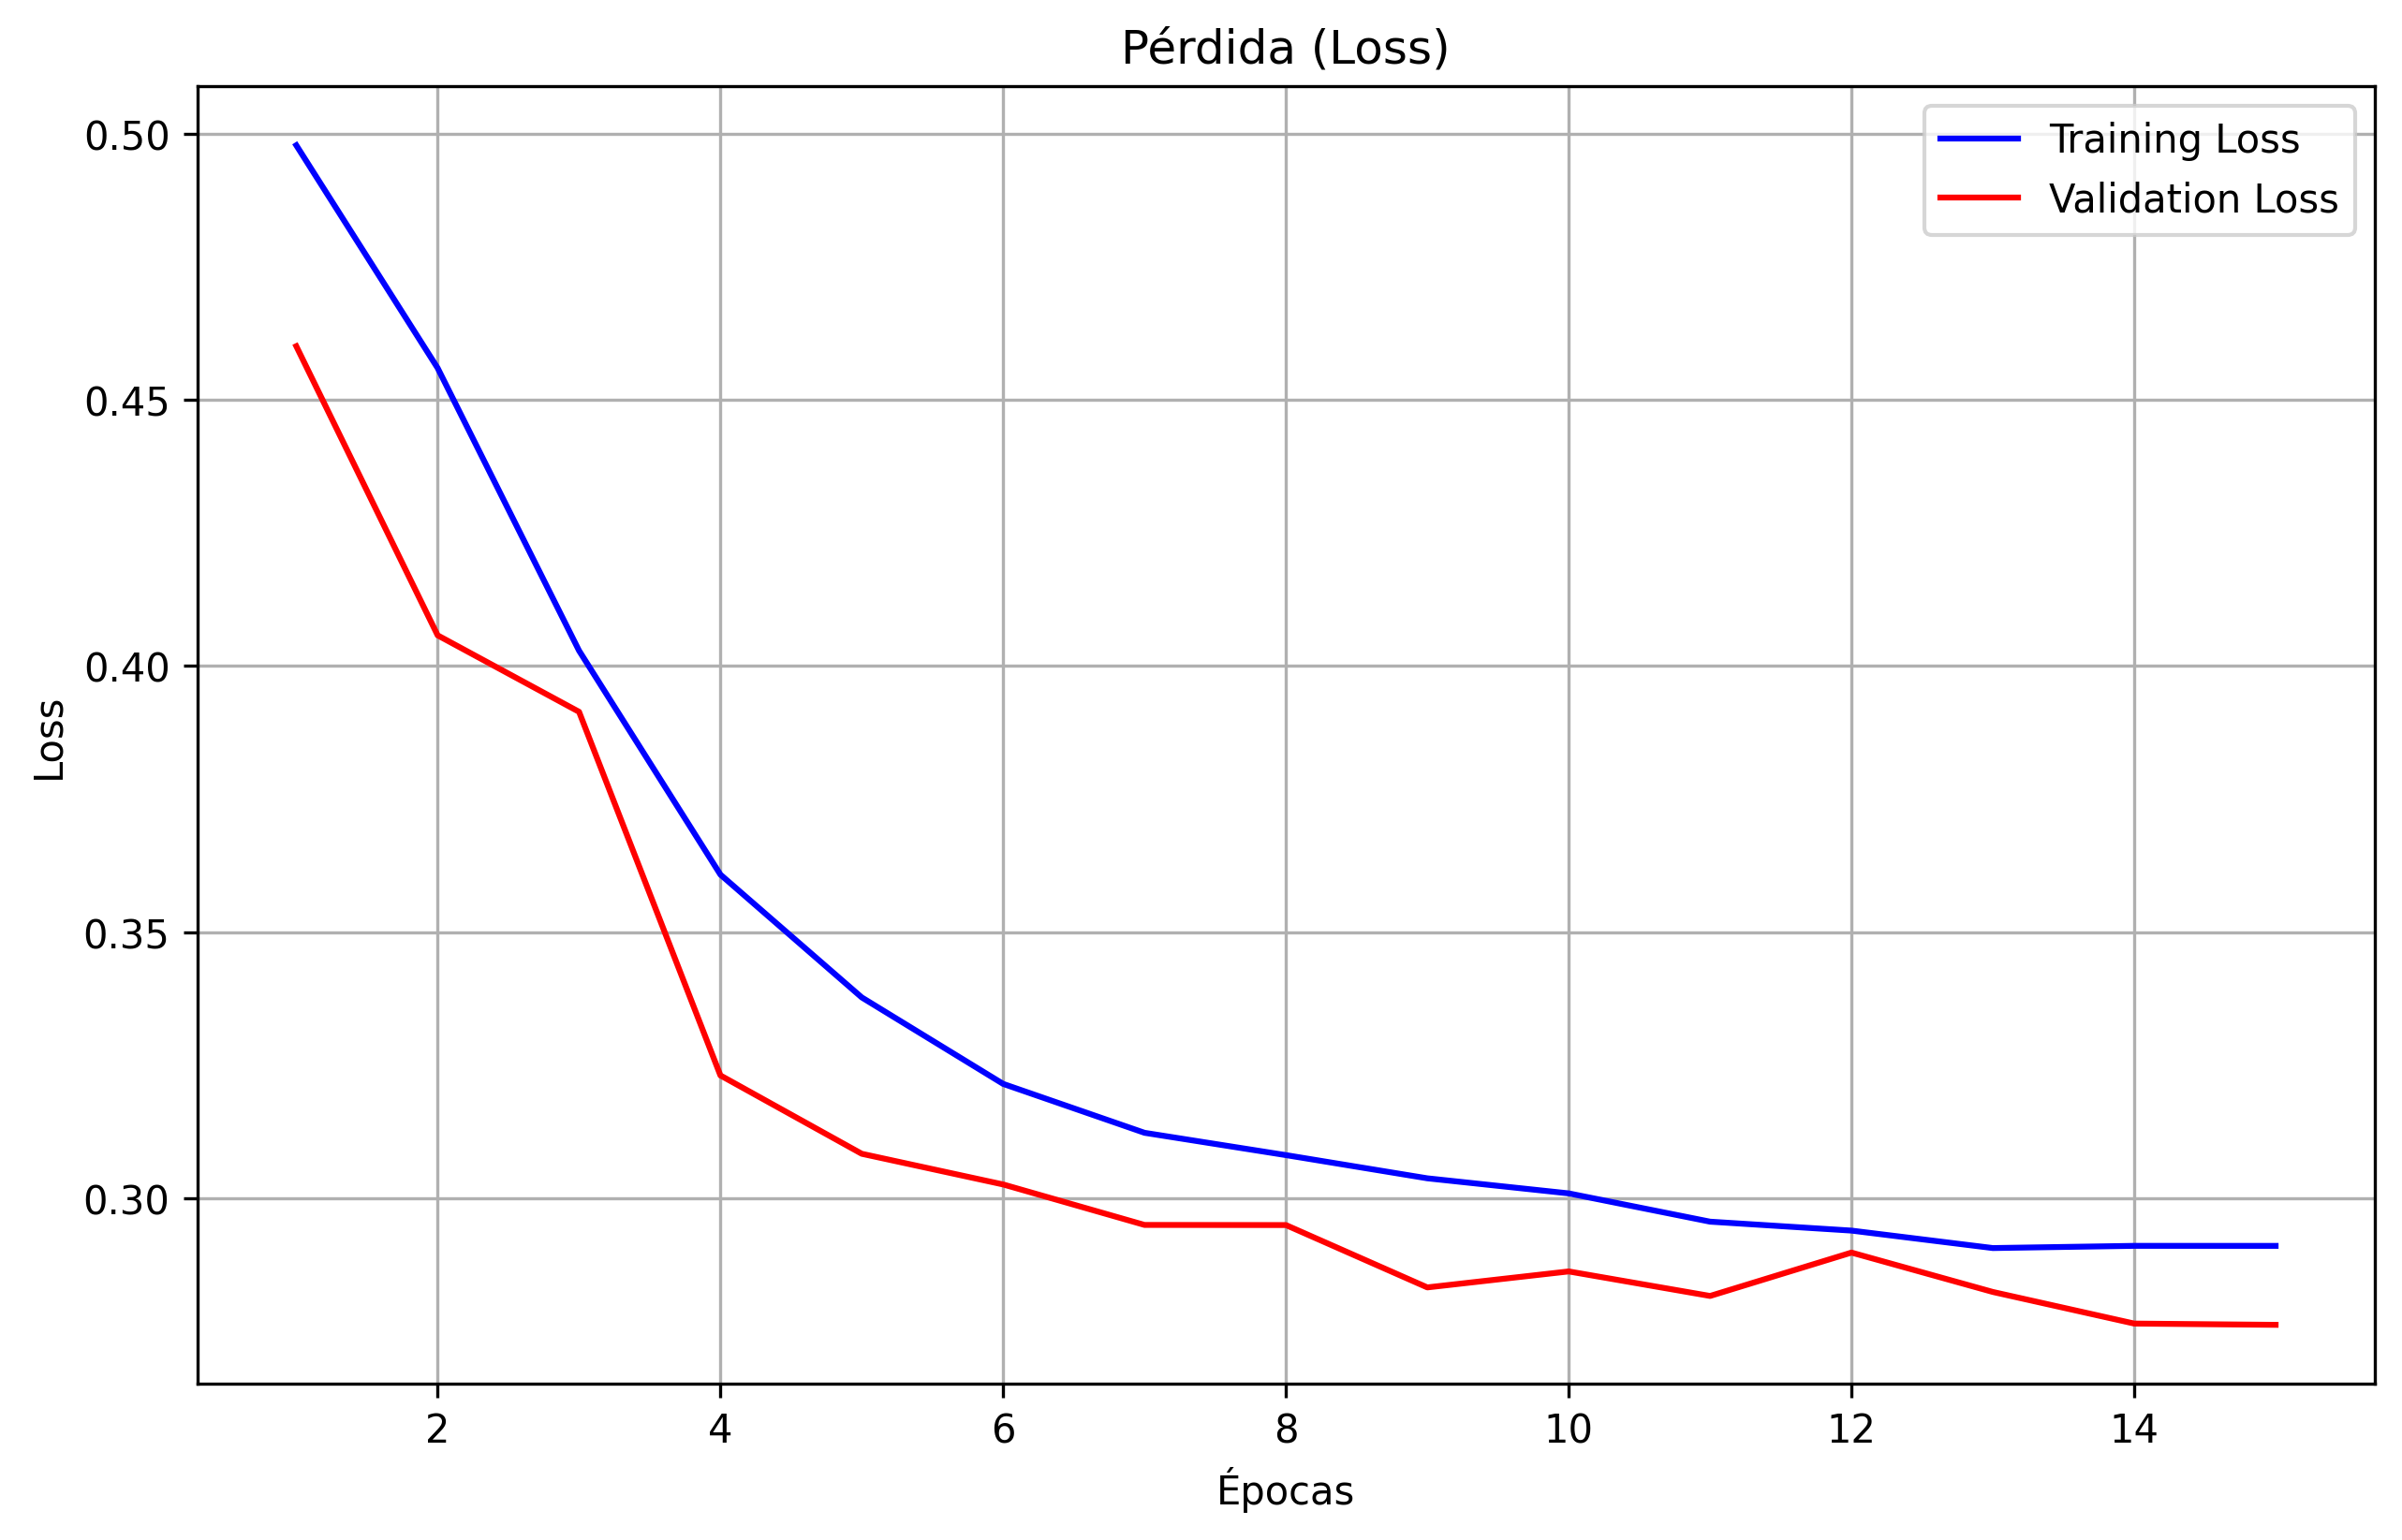 Pérdida (Loss)
Training Loss
Validation Loss
0.50
0.45
0.40
0.35
0.30
Loss
2 4 6 8 10 12 14
Épocas